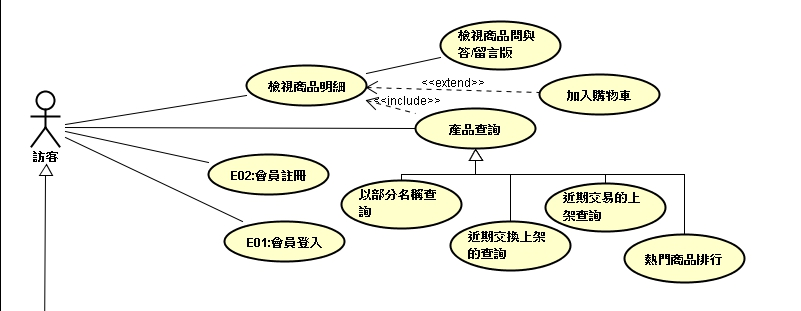 檢視商品問與
答/留言版
檢視商品明細
<<extend>>
加入購物車
<<include>>
產品查詢
訪客
E02:會員註冊
以部分名稱查
詢
近期交易的上
架查詢
E01:會員登入
近期交換上架
的查詢
熱門商品排行